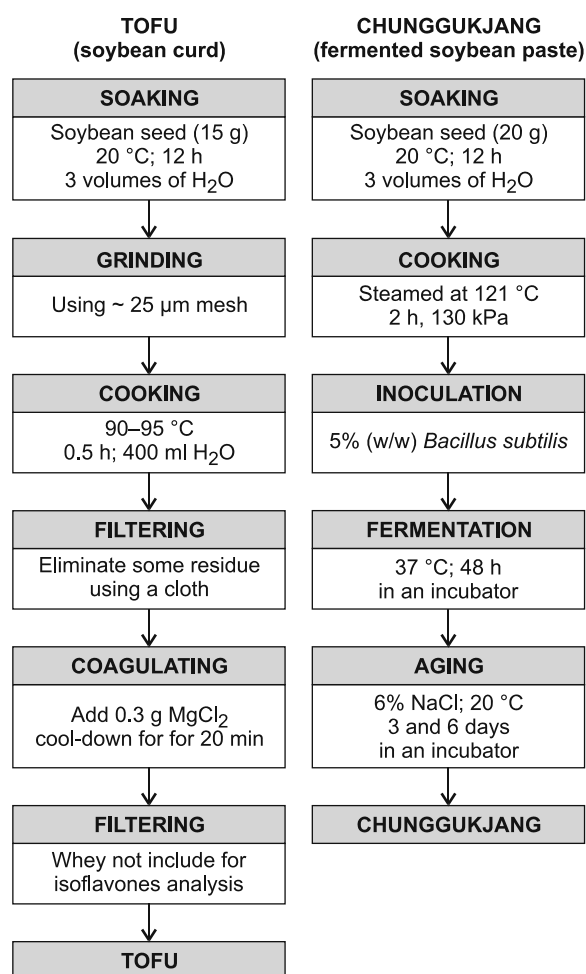 TOFU
(soybean curd)
SOAKING
Soybean seed (15 g)
20 °C; 12 h
3 volumes of H₂O
GRINDING
Using ~ 25 μm mesh
COOKING
90–95 °C
0.5 h; 400 ml H₂O
FILTERING
Eliminate some residue
using a cloth
COAGULATING
Add 0.3 g MgCl₂
cool-down for for 20 min
FILTERING
Whey not include for
isoflavones analysis
TOFU
CHUNGGUKJANG
(fermented soybean paste)
SOAKING
Soybean seed (20 g)
20 °C; 12 h
3 volumes of H₂O
COOKING
Steamed at 121 °C
2 h, 130 kPa
INOCULATION
5% (w/w) Bacillus subtilis
FERMENTATION
37 °C; 48 h
in an incubator
AGING
6% NaCl; 20 °C
3 and 6 days
in an incubator
CHUNGGUKJANG